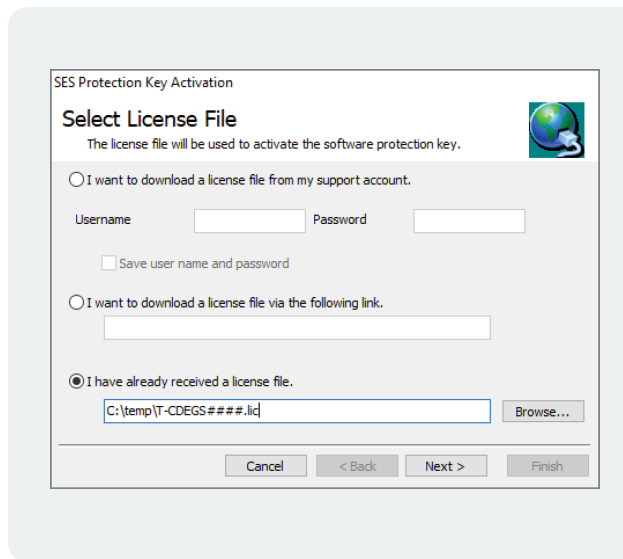 SES Protection Key Activation
Select License File
The license file will be used to activate the software protection key.
I want to download a license file from my support account.
Username Password
Save user name and password
I want to download a license file via the following link.
I have already received a license file.
C:\temp\T-CDEGS####.lic Browse...
Cancel < Back Next > Finish